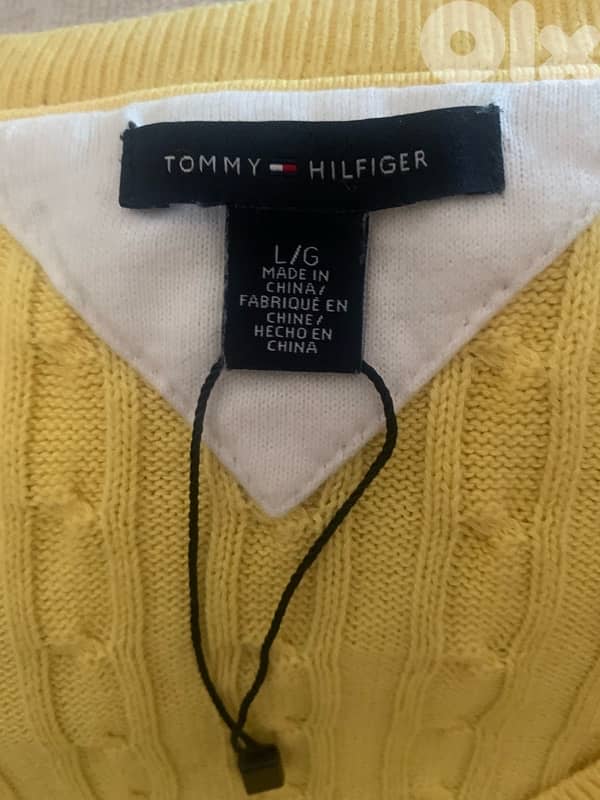 OLX
TOMMY HILFIGER
L/G
MADE IN
CHINA/
FABRIQUÉ EN
CHINE/
HECHO EN
CHINA